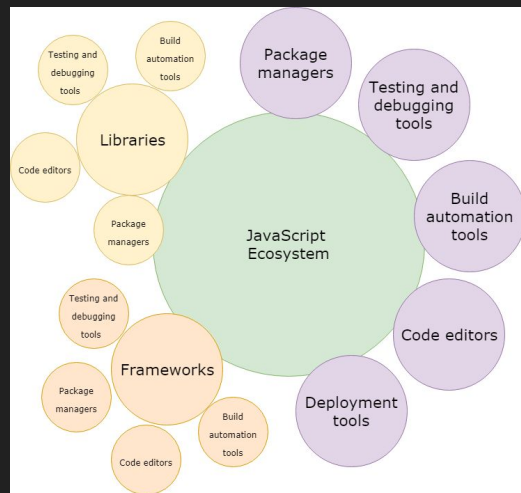 Package
managers
Testing and
debugging
tools
Build
automation
tools
Code editors
Deployment
tools
JavaScript
Ecosystem
Libraries
Build
automation
tools
Testing and
debugging
tools
Code editors
Package
managers
Frameworks
Testing and
debugging
tools
Package
managers
Code editors
Build
automation
tools